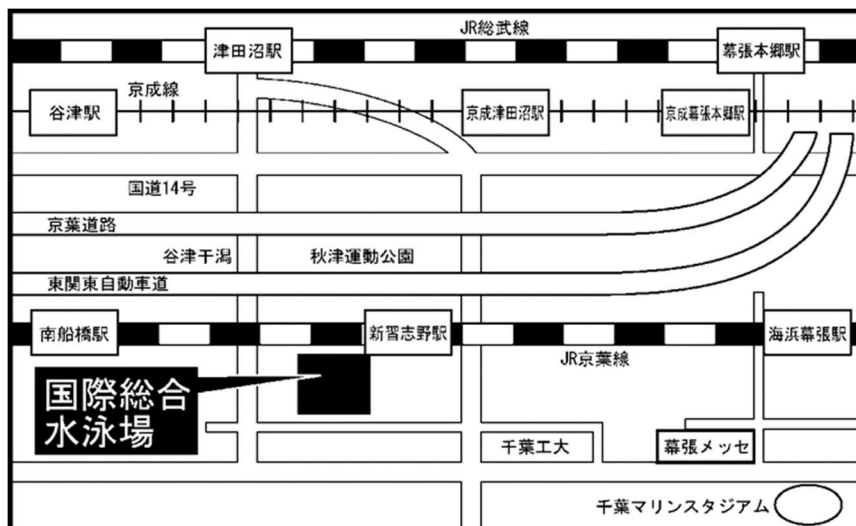 JR総武線
津田沼駅
幕張本郷駅
京成線
谷津駅
京成津田沼駅
京成幕張本郷駅
国道14号
京葉道路
谷津干潟
秋津運動公園
東関東自動車道
南船橋駅
新習志野駅
海浜幕張駅
JR京葉線
国際総合
水泳場
千葉工大
幕張メッセ
千葉マリンスタジアム